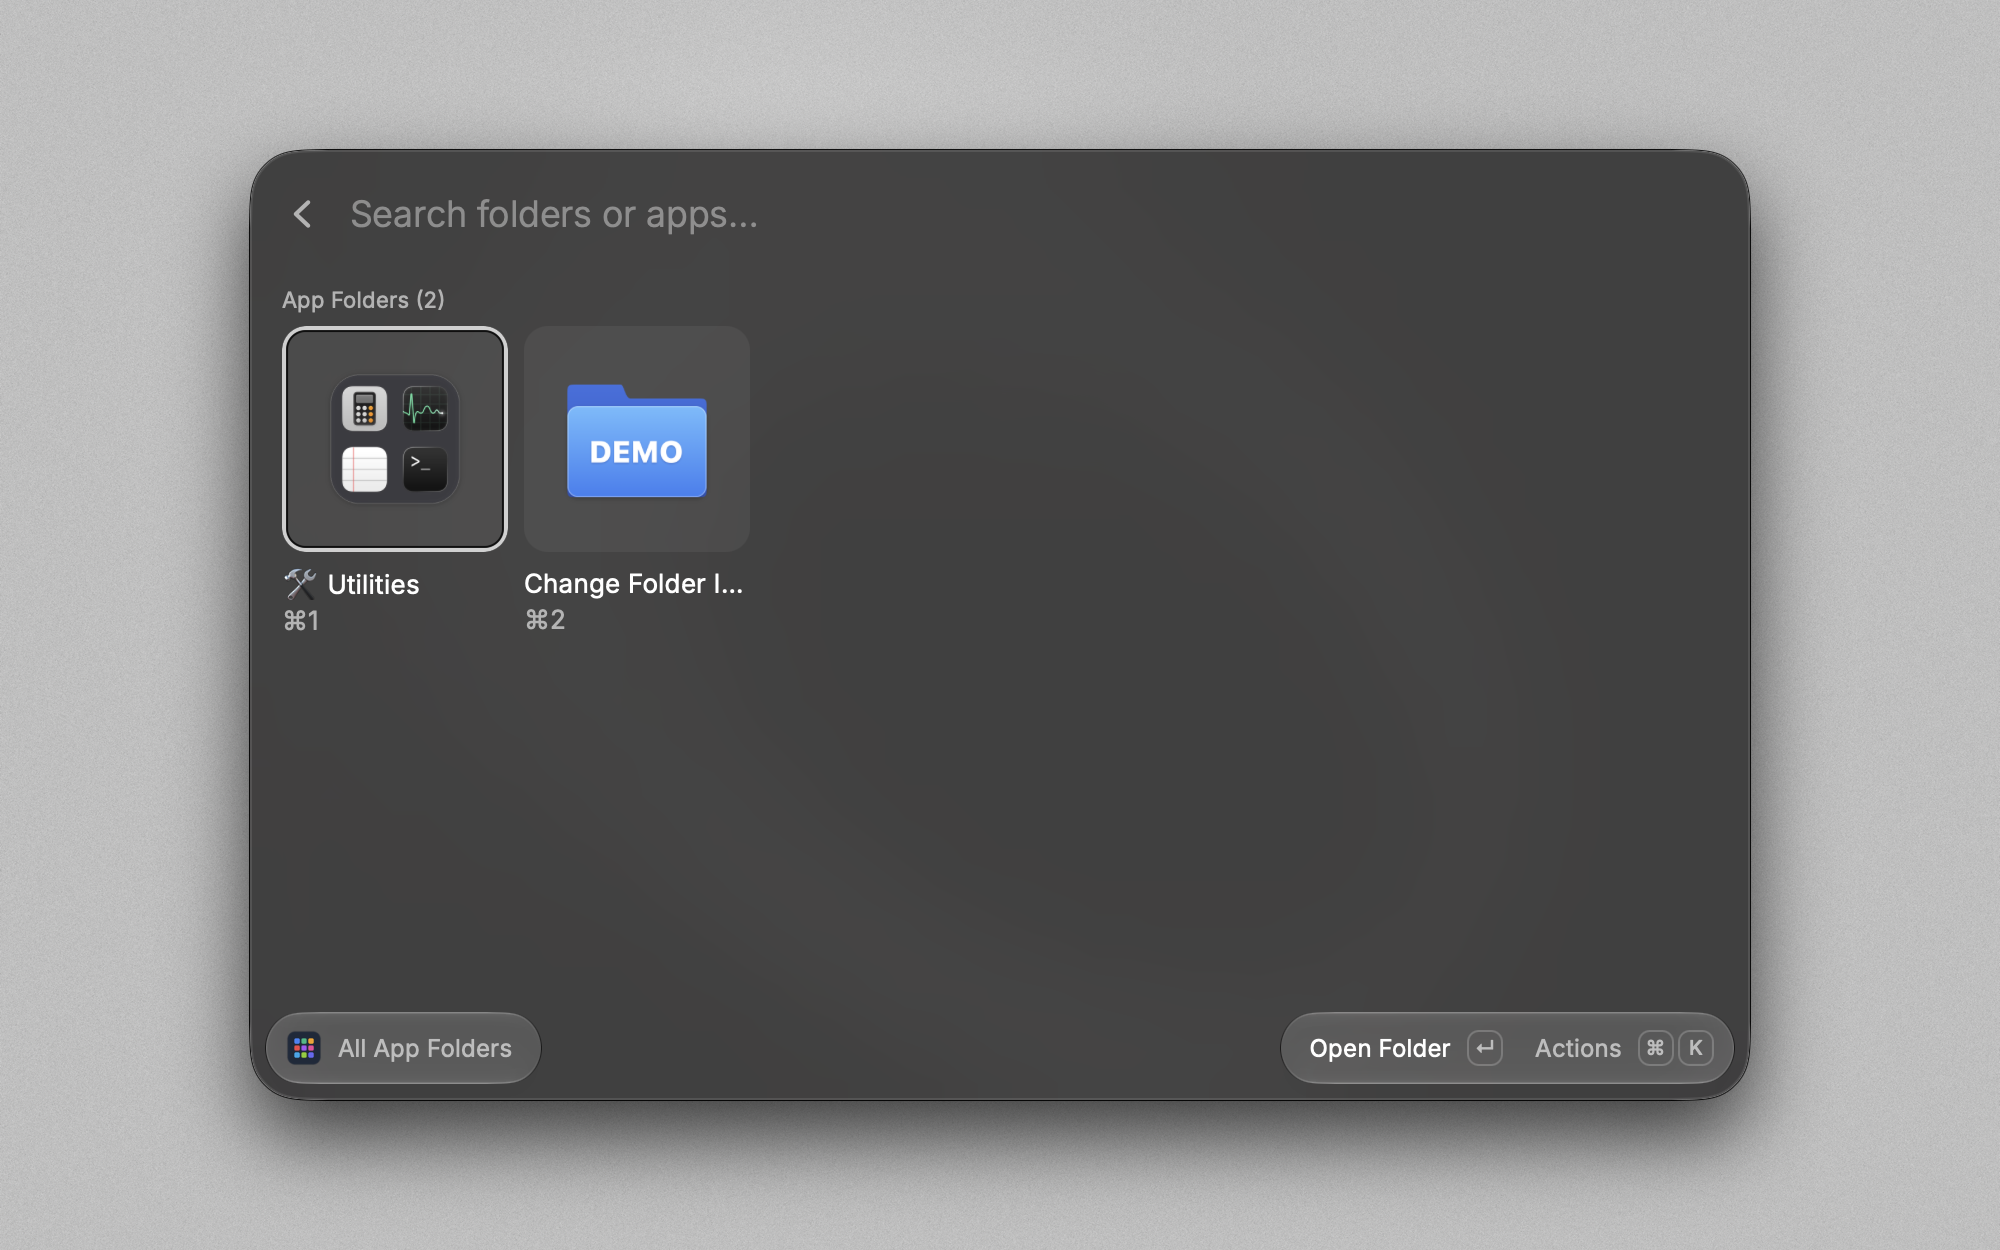 Search folders or apps...
App Folders (2)
>_
DEMO
🛠 Utilities
Change Folder I...
⌘1
⌘2
All App Folders
Open Folder ↵ Actions ⌘ K